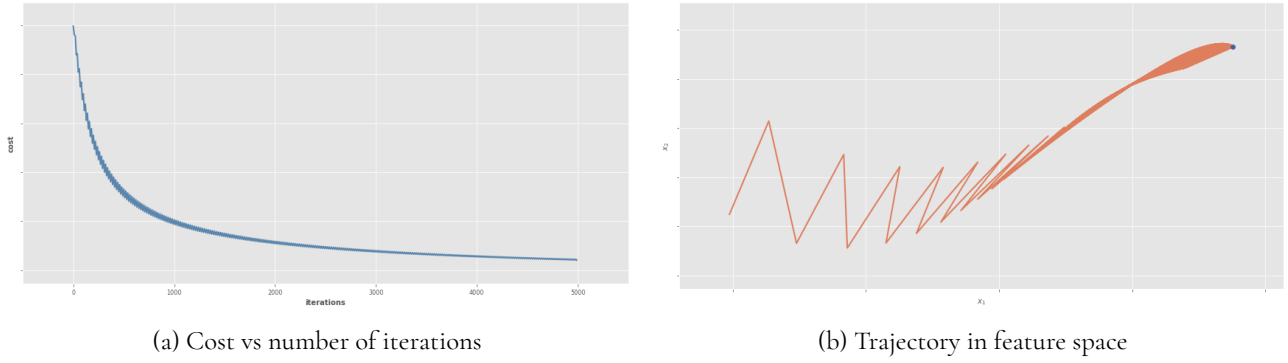 cost
0
1000
2000
3000
4000
5000
iterations
(a) Cost vs number of iterations
x₂
x₁
(b) Trajectory in feature space